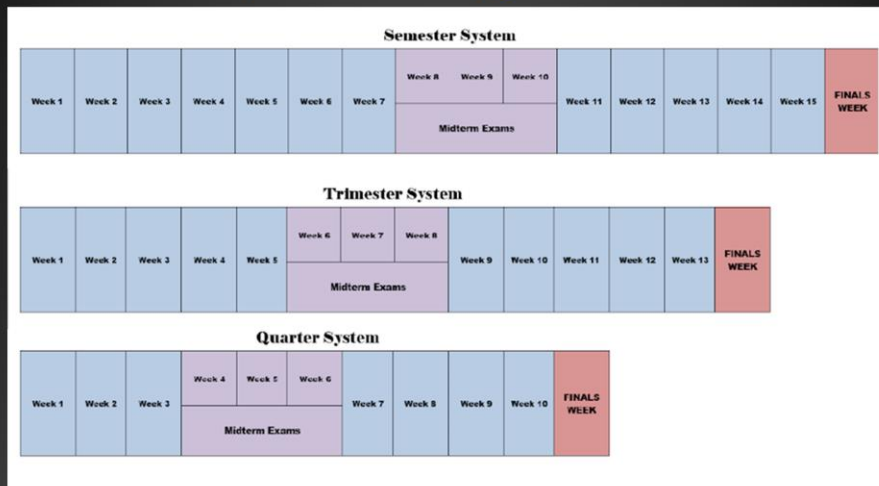 Semester System
Week 1 Week 2 Week 3 Week 4 Week 5 Week 6 Week 7 Week 8 Week 9 Week 10 Week 11 Week 12 Week 13 Week 14 Week 15 FINALS WEEK
Midterm Exams
Trimester System
Week 1 Week 2 Week 3 Week 4 Week 5 Week 6 Week 7 Week 8 Week 9 Week 10 Week 11 Week 12 Week 13 FINALS WEEK
Midterm Exams
Quarter System
Week 1 Week 2 Week 3 Week 4 Week 5 Week 6 Week 7 Week 8 Week 9 Week 10 FINALS WEEK
Midterm Exams